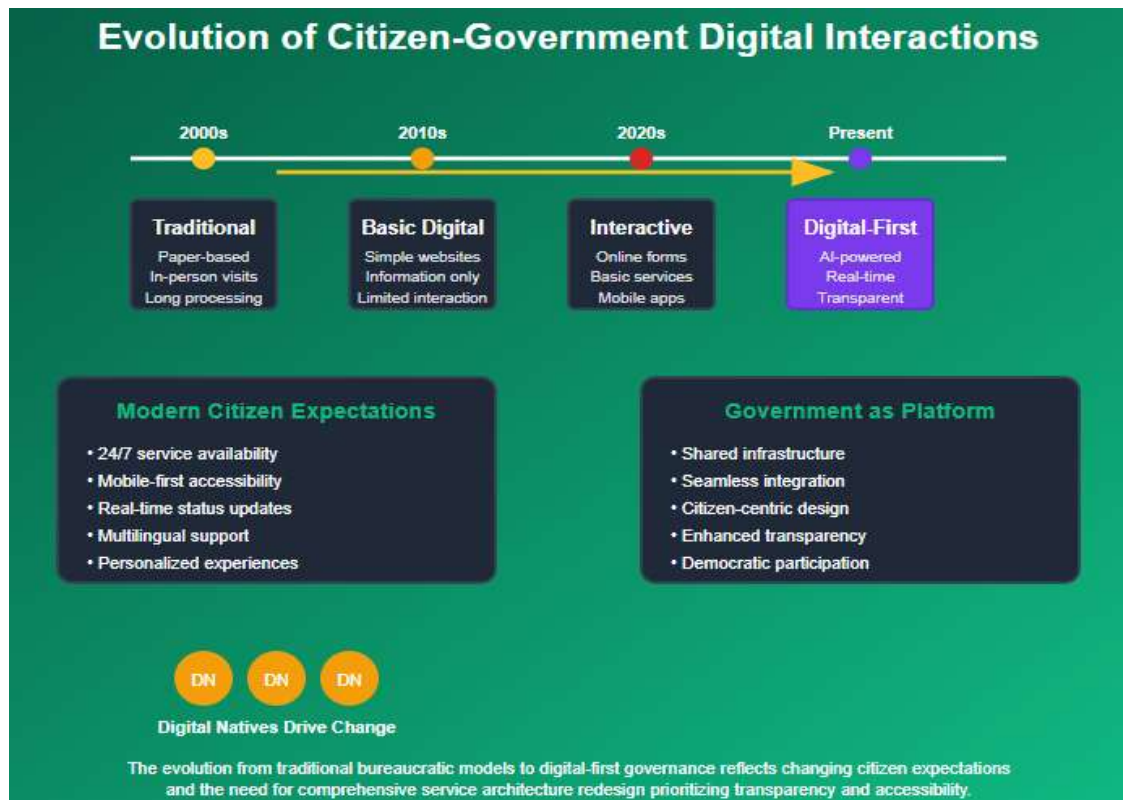 Evolution of Citizen-Government Digital Interactions
2000s
2010s
2020s
Present
Traditional
Paper-based
In-person visits
Long processing
Basic Digital
Simple websites
Information only
Limited interaction
Interactive
Online forms
Basic services
Mobile apps
Digital-First
AI-powered
Real-time
Transparent
Modern Citizen Expectations
• 24/7 service availability
• Mobile-first accessibility
• Real-time status updates
• Multilingual support
• Personalized experiences
Government as Platform
• Shared infrastructure
• Seamless integration
• Citizen-centric design
• Enhanced transparency
• Democratic participation
DN
DN
DN
Digital Natives Drive Change
The evolution from traditional bureaucratic models to digital-first governance reflects changing citizen expectations
and the need for comprehensive service architecture redesign prioritizing transparency and accessibility.